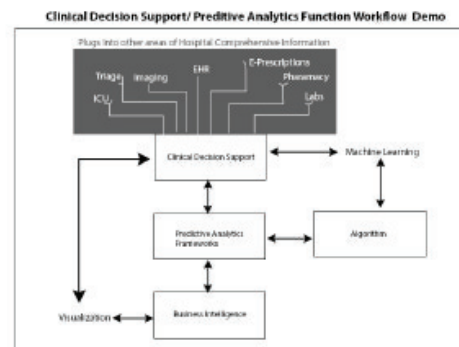 Clinical Decision Support/ Preditive Analytics Function Workflow Demo
Plugs Into other areas of Hospital Comprehensive-Information
E-Prescriptions
EHR
Triage
Imaging
Pharamacy
ICU
Labs
Clinical Decision Support
Machine Learning
Predictive Analytics
Frameworks
Algorithm
Visualization
Business Intelligence